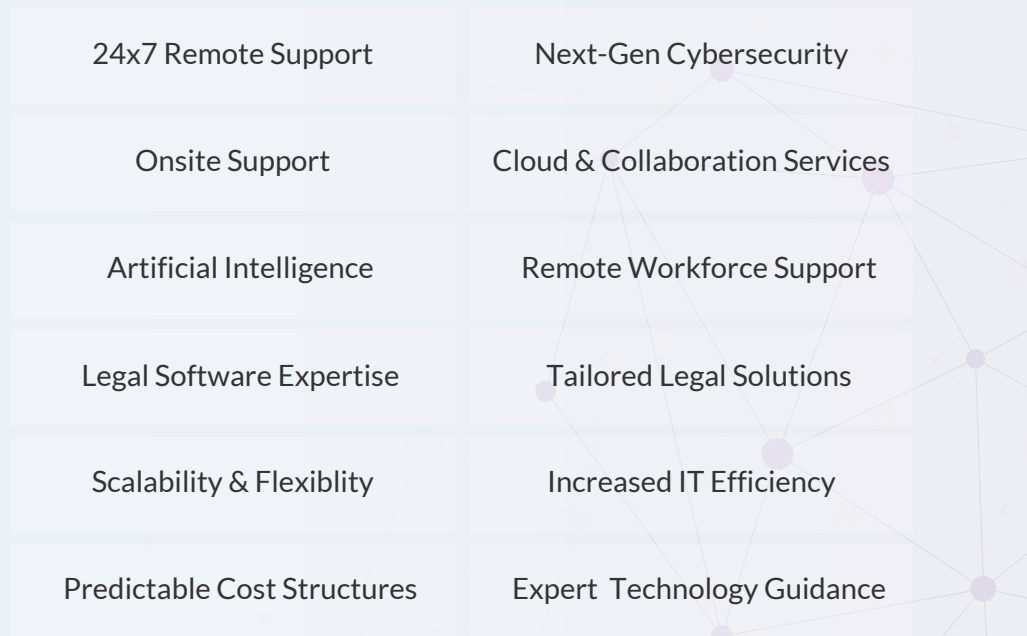 24x7 Remote Support
Next-Gen Cybersecurity
Onsite Support
Cloud & Collaboration Services
Artificial Intelligence
Remote Workforce Support
Legal Software Expertise
Tailored Legal Solutions
Scalability & Flexiblity
Increased IT Efficiency
Predictable Cost Structures
Expert  Technology Guidance